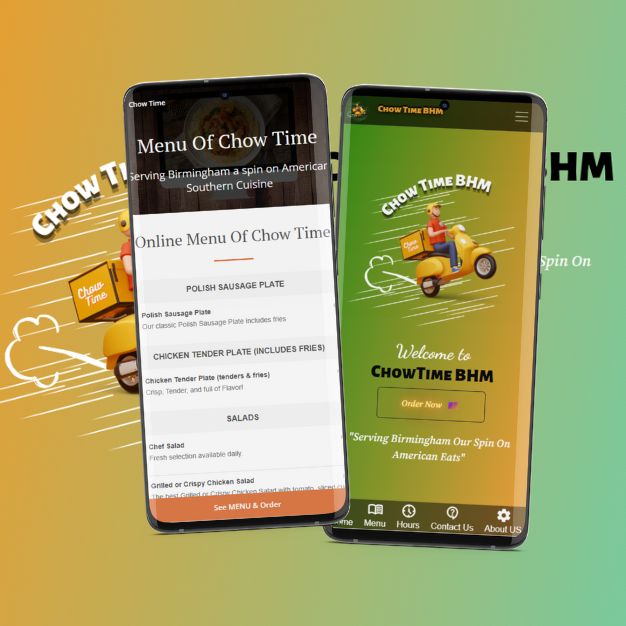 Chow Time
Menu Of Chow Time
Serving Birmingham a spin on American
Southern Cuisine
Online Menu Of Chow Time
POLISH SAUSAGE PLATE
Polish Sausage Plate
Our classic Polish Sausage Plate includes fries
CHICKEN TENDER PLATE (INCLUDES FRIES)
Chicken Tender Plate (tenders & fries)
Crisp, Tender, and full of Flavor!
SALADS
Chef Salad
Fresh selection available daily.
Grilled or Crispy Chicken Salad
The best Grilled or Crispy Chicken Salad with tomato, sliced cu
See MENU & Order
CHOW TIME BHM
CHOW TIME BHM
Chow
Time
Welcome to
CHOWTIME BHM
Order Now
"Serving Birmingham Our Spin On
American Eats"
ome
Menu
Hours
Contact Us
About US
CHOW TI
Chow
Time
BHM
Spin On